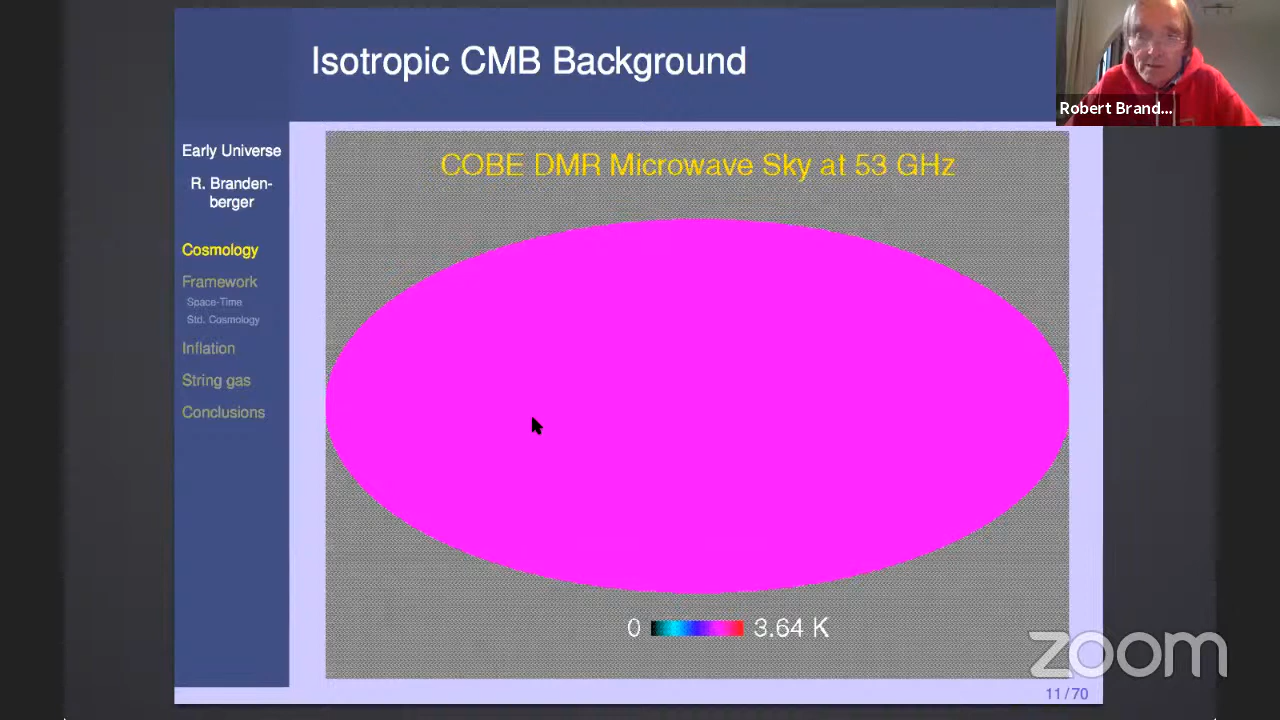 Isotropic CMB Background
Robert Brand...
Early Universe
R. Branden-
berger
Cosmology
Framework
Space-Time
Std. Cosmology
Inflation
String gas
Conclusions
COBE DMR Microwave Sky at 53 GHz
0 3.64 K
zoom
11/70